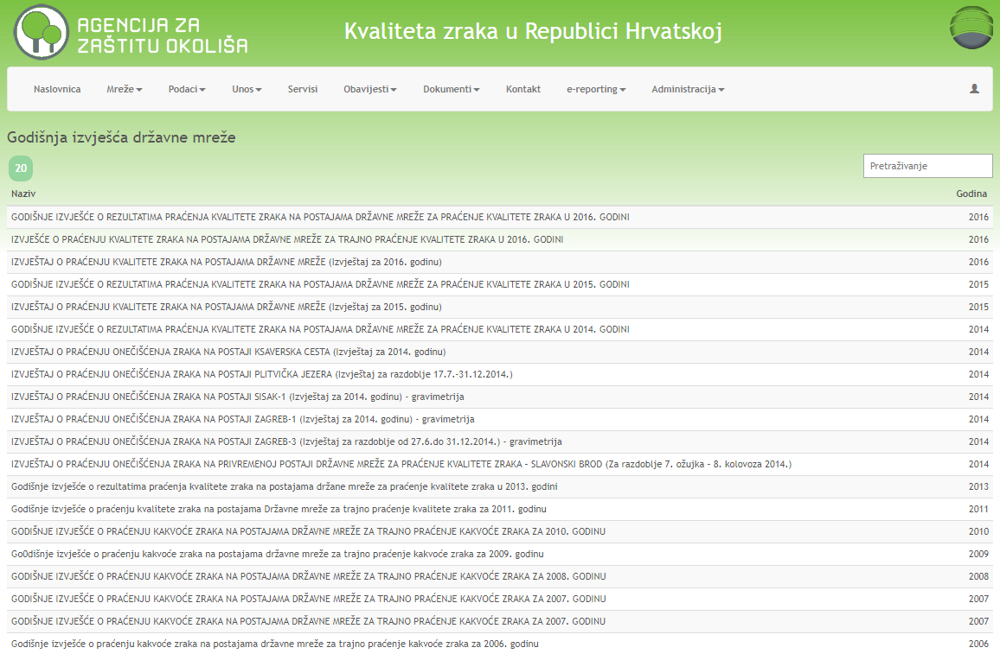 AGENCIJA ZA
ZAŠTITU OKOLIŠA
Kvaliteta zraka u Republici Hrvatskoj
Naslovnica Mreže Podaci Unos Servisi Obavijesti Dokumenti Kontakt e-reporting Administracija
Godišnja izvješća državne mreže
20 Pretraživanje
Naziv Godina
GODIŠNJE IZVJEŠĆE O REZULTATIMA PRAĆENJA KVALITETE ZRAKA NA POSTAJAMA DRŽAVNE MREŽE ZA PRAĆENJE KVALITETE ZRAKA U 2016. GODINI 2016
IZVJEŠĆE O PRAĆENJU KVALITETE ZRAKA NA POSTAJAMA DRŽAVNE MREŽE ZA TRAJNO PRAĆENJE KVALITETE ZRAKA U 2016. GODINI 2016
IZVJEŠTAJ O PRAĆENJU KVALITETE ZRAKA NA POSTAJAMA DRŽAVNE MREŽE (Izvještaj za 2016. godinu) 2016
GODIŠNJE IZVJEŠĆE O REZULTATIMA PRAĆENJA KVALITETE ZRAKA NA POSTAJAMA DRŽAVNE MREŽE ZA PRAĆENJE KVALITETE ZRAKA U 2015. GODINI 2015
IZVJEŠTAJ O PRAĆENJU KVALITETE ZRAKA NA POSTAJAMA DRŽAVNE MREŽE (Izvještaj za 2015. godinu) 2015
GODIŠNJE IZVJEŠĆE O REZULTATIMA PRAĆENJA KVALITETE ZRAKA NA POSTAJAMA DRŽAVNE MREŽE ZA PRAĆENJE KVALITETE ZRAKA U 2014. GODINI 2014
IZVJEŠTAJ O PRAĆENJU ONEČIŠĆENJA ZRAKA NA POSTAJI KSAVERSKA CESTA (Izvještaj za 2014. godinu) 2014
IZVJEŠTAJ O PRAĆENJU ONEČIŠĆENJA ZRAKA NA POSTAJI PLITVIČKA JEZERA (Izvještaj za razdoblje 17.7.-31.12.2014.) 2014
IZVJEŠTAJ O PRAĆENJU ONEČIŠĆENJA ZRAKA NA POSTAJI SISAK-1 (Izvještaj za 2014. godinu) - gravimetrija 2014
IZVJEŠTAJ O PRAĆENJU ONEČIŠĆENJA ZRAKA NA POSTAJI ZAGREB-1 (Izvještaj za 2014. godinu) - gravimetrija 2014
IZVJEŠTAJ O PRAĆENJU ONEČIŠĆENJA ZRAKA NA POSTAJI ZAGREB-3 (Izvještaj za razdoblje od 27.6.do 31.12.2014.) - gravimetrija 2014
IZVJEŠTAJ O PRAĆENJU ONEČIŠĆENJA ZRAKA NA PRIVREMENOJ POSTAJI DRŽAVNE MREŽE ZA PRAĆENJE KVALITETE ZRAKA - SLAVONSKI BROD (Za razdoblje 7. ožujka - 8. kolovoza 2014.) 2014
Godišnje izvješće o rezultatima praćenja kvalitete zraka na postajama držane mreže za praćenje kvalitete zraka u 2013. godini 2013
Godišnje izvješće o praćenju kvalitete zraka na postajama Državne mreže za trajno praćenje kvalitete zraka za 2011. godinu 2011
GODIŠNJE IZVJEŠĆE O PRAĆENJU KAKVOĆE ZRAKA NA POSTAJAMA DRŽAVNE MREŽE ZA TRAJNO PRAĆENJE KAKVOĆE ZRAKA ZA 2010. GODINU 2010
Go0dišnje izvješće o praćenju kakvoće zraka na postajama državne mreže za trajno praćenje kakvoće zraka za 2009. godinu 2009
GODIŠNJE IZVJEŠĆE O PRAĆENJU KAKVOĆE ZRAKA NA POSTAJAMA DRŽAVNE MREŽE ZA TRAJNO PRAĆENJE KAKVOĆE ZRAKA ZA 2008. GODINU 2008
GODIŠNJE IZVJEŠĆE O PRAĆENJU KAKVOĆE ZRAKA NA POSTAJAMA DRŽAVNE MREŽE ZA TRAJNO PRAĆENJE KAKVOĆE ZRAKA ZA 2007. GODINU 2007
GODIŠNJE IZVJEŠĆE O PRAĆENJU KAKVOĆE ZRAKA NA POSTAJAMA DRŽAVNE MREŽE ZA TRAJNO PRAĆENJE KAKVOĆE ZRAKA ZA 2007. GODINU 2007
Godišnje izvješće o praćenju kakvoće zraka na postajama državne mreže za trajno praćenje kakvoće zraka za 2006. godinu 2006